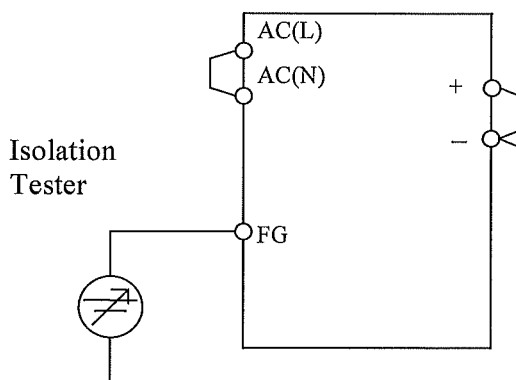 AC(L)
AC(N)
+
−
Isolation
Tester
FG